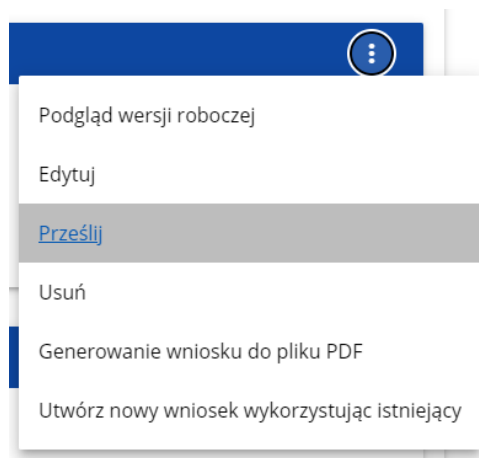 Podgląd wersji roboczej
Edytuj
Prześlij
Usuń
Generowanie wniosku do pliku PDF
Utwórz nowy wniosek wykorzystując istniejący